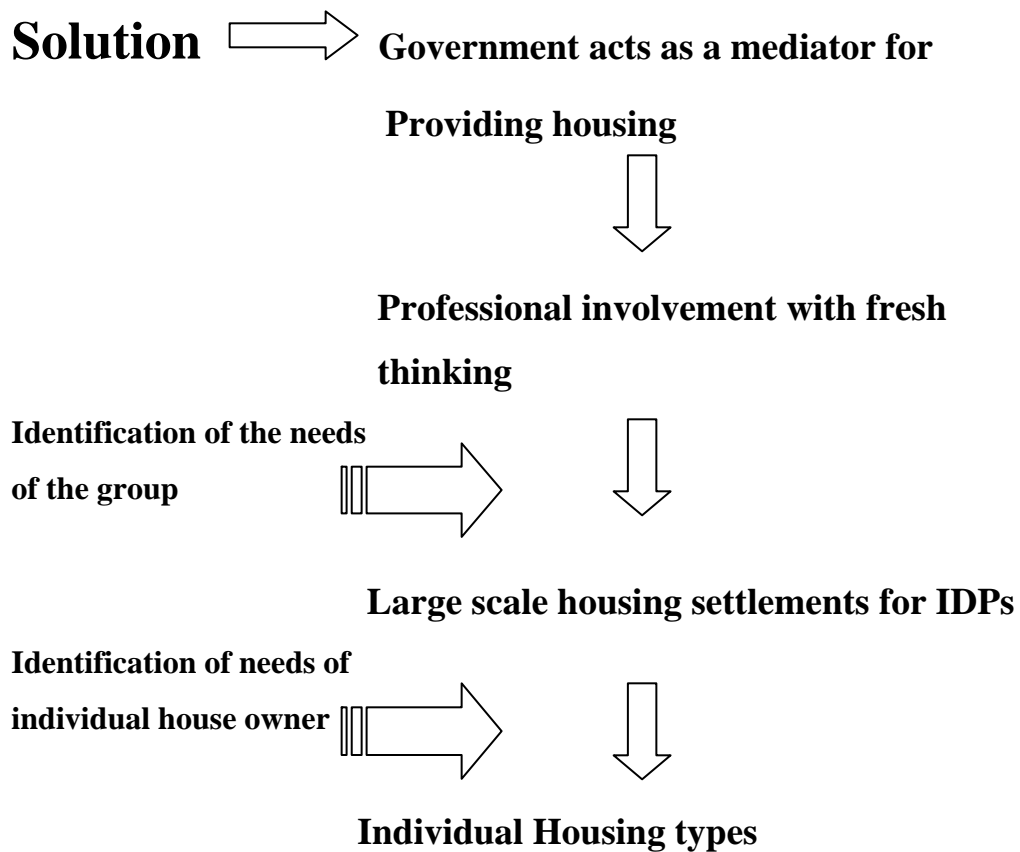 Solution
Government acts as a mediator for
Providing housing
Professional involvement with fresh
thinking
Identification of the needs
of the group
Large scale housing settlements for IDPs
Identification of needs of
individual house owner
Individual Housing types